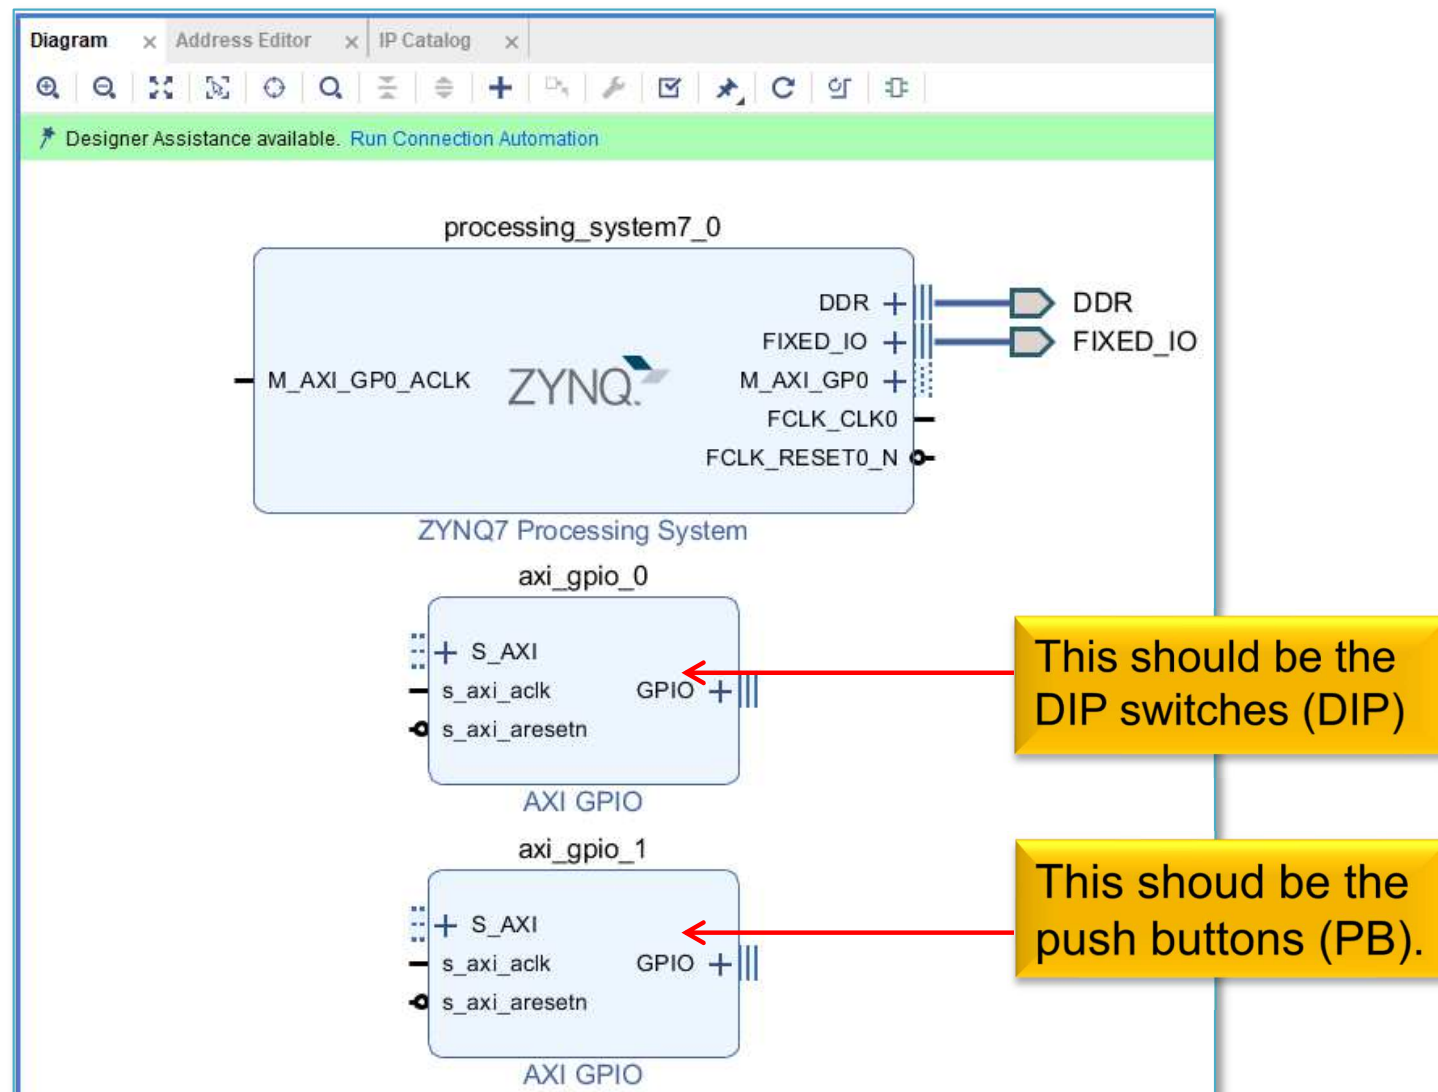 Diagram × Address Editor × IP Catalog ×
Designer Assistance available. Run Connection Automation
processing_system7_0
DDR
DDR
FIXED_IO
FIXED_IO
M_AXI_GP0_ACLK
ZYNQ.
M_AXI_GP0
FCLK_CLK0
FCLK_RESET0_N
ZYNQ7 Processing System
axi_gpio_0
S_AXI
s_axi_aclk
GPIO
s_axi_aresetn
AXI GPIO
This should be the
DIP switches (DIP)
axi_gpio_1
S_AXI
s_axi_aclk
GPIO
s_axi_aresetn
AXI GPIO
This shoud be the
push buttons (PB).